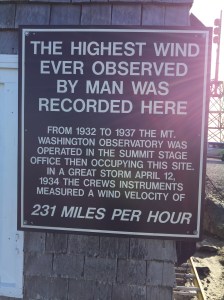 THE HIGHEST WIND
EVER OBSERVED
BY MAN WAS
RECORDED HERE
FROM 1932 TO 1937 THE MT.
WASHINGTON OBSERVATORY WAS
OPERATED IN THE SUMMIT STAGE
OFFICE THEN OCCUPYING THIS SITE.
IN A GREAT STORM APRIL 12,
1934 THE CREWS INSTRUMENTS
MEASURED A WIND VELOCITY OF
231 MILES PER HOUR